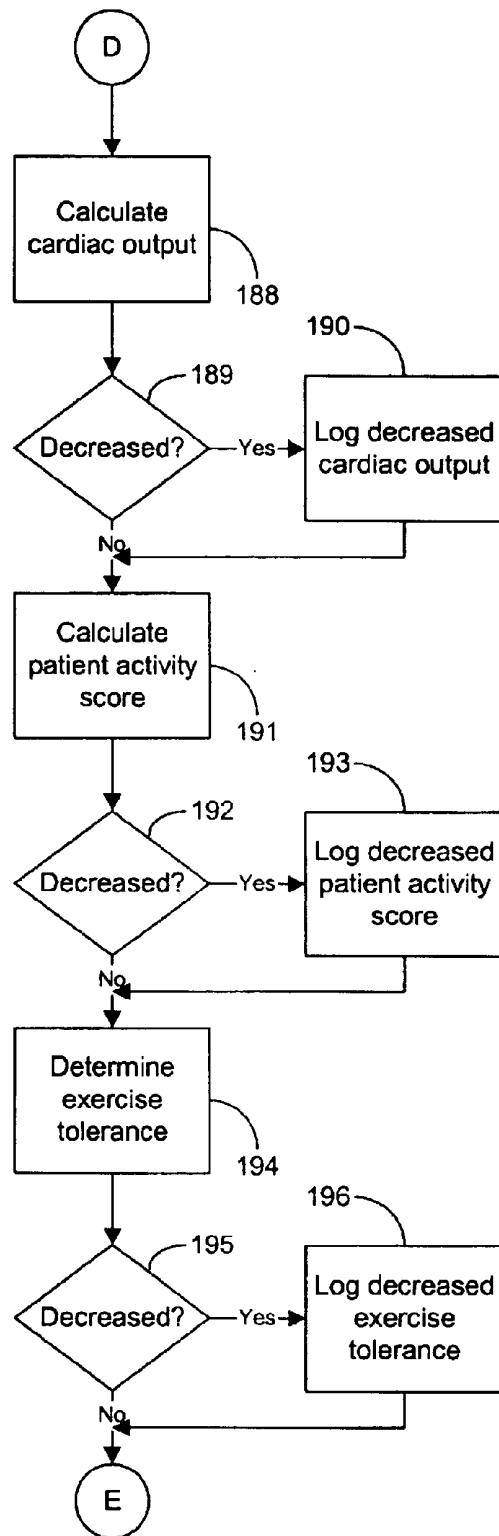 D
Calculate
cardiac output
188
189
190
Decreased?
Yes
Log decreased
cardiac output
No
Calculate
patient activity
score
191
192
193
Decreased?
Yes
Log decreased
patient activity
score
No
Determine
exercise
tolerance
194
195
196
Decreased?
Yes
Log decreased
exercise
tolerance
No
E